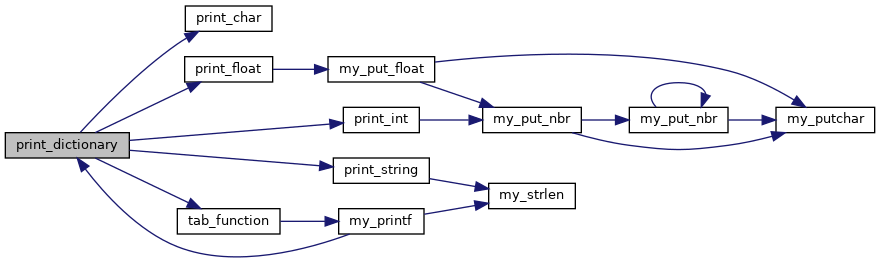 print_char
print_float
my_put_float
print_int
my_put_nbr
my_put_nbr
my_putchar
print_dictionary
print_string
my_strlen
tab_function
my_printf